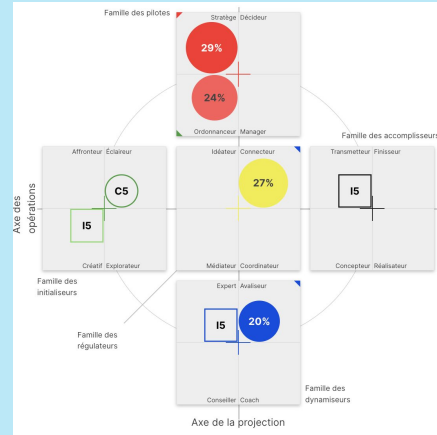 Famille des pilotes
Stratège Décideur
29%
24%
Ordonnanceur Manager
Famille des accomplisseurs
Affronteur Éclaireur
Idéateur Connecteur
Transmetteur Finisseur
C5
27%
I5
I5
Axe des
opérations
Créatif Explorateur
Médiateur Coordinateur
Concepteur Réalisateur
Famille des
initialiseurs
Expert Avaliseur
I5
20%
Famille des
régulateurs
Conseiller Coach
Famille des
dynamiseurs
Axe de la projection